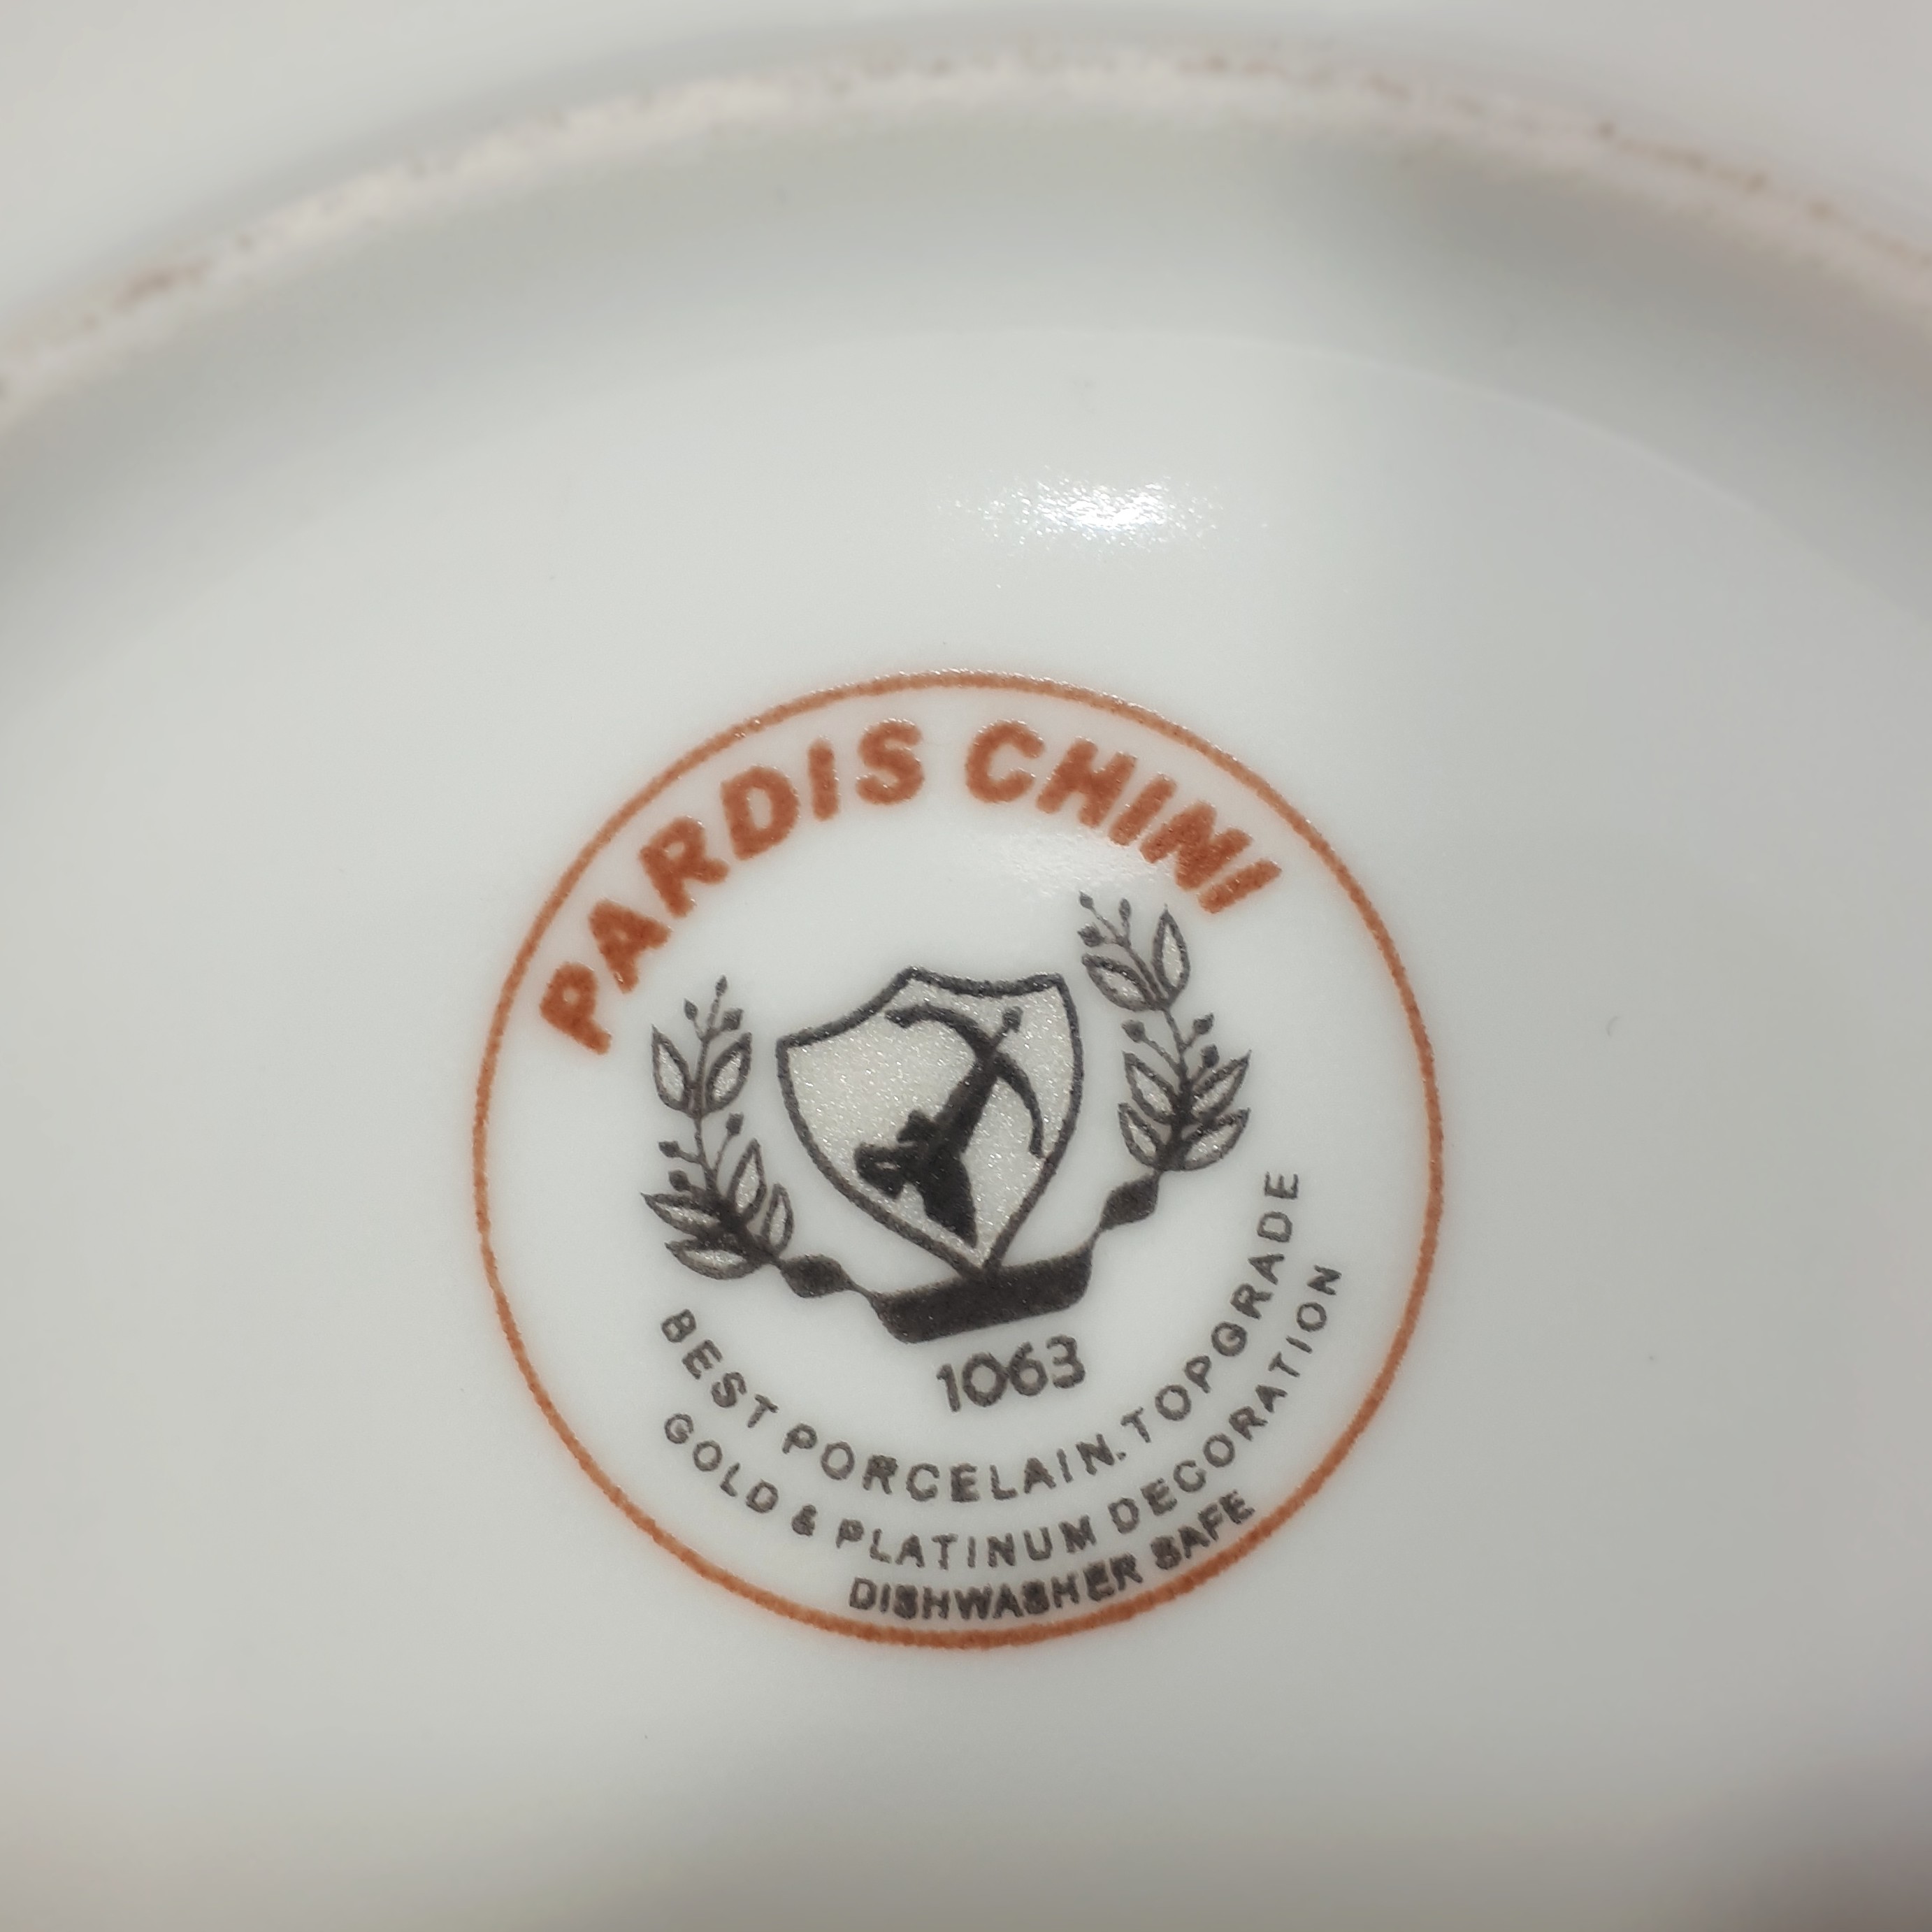 PARDIS CHINI
1063
BEST PORCELAIN. TOPGRADE
GOLD & PLATINUM DECORATION
DISHWASHER SAFE